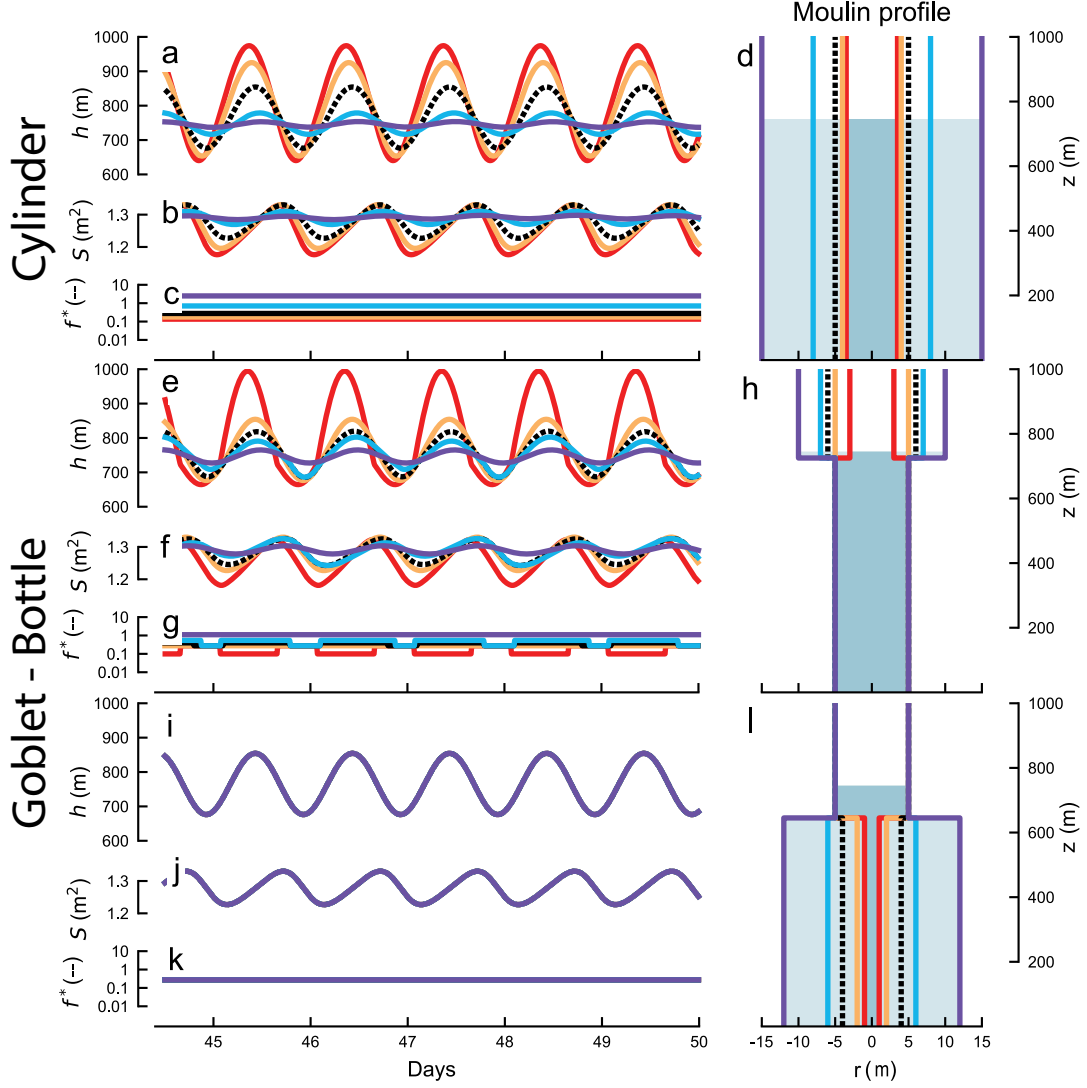 Moulin profile
Cylinder
a
1000
900
800
700
600
h (m)
b
1.3
1.2
S (m²)
c
10
1
0.1
0.01
f* (--)
d
1000
800
600
400
200
z (m)
Goblet - Bottle
e
1000
900
800
700
600
h (m)
f
1.3
1.2
S (m²)
g
10
1
0.1
0.01
f* (--)
h
1000
800
600
400
200
z (m)
i
1000
900
800
700
600
h (m)
j
1.3
1.2
S (m²)
k
10
1
0.1
0.01
f* (--)
45 46 47 48 49 50
Days
l
1000
800
600
400
200
z (m)
-15 -10 -5 0 5 10 15
r (m)